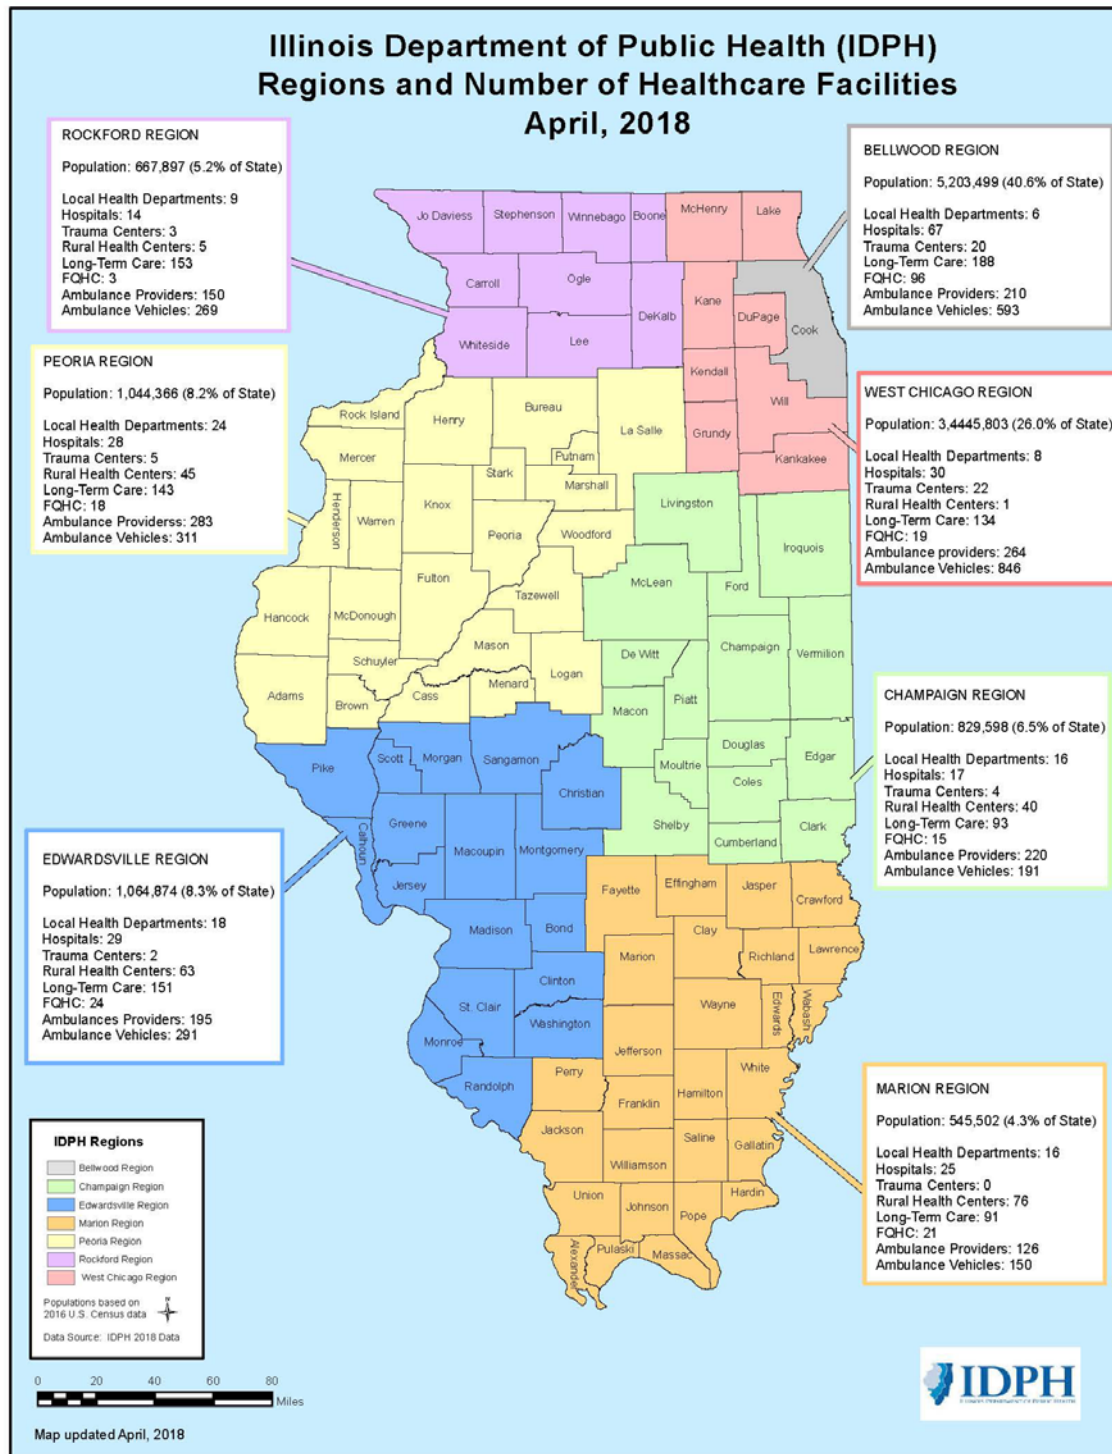 Illinois Department of Public Health (IDPH)
Regions and Number of Healthcare Facilities
April, 2018
ROCKFORD REGION
Population: 667,897 (5.2% of State)
Local Health Departments: 9
Hospitals: 14
Trauma Centers: 3
Rural Health Centers: 5
Long-Term Care: 153
FQHC: 3
Ambulance Providers: 150
Ambulance Vehicles: 269
BELLWOOD REGION
Population: 5,203,499 (40.6% of State)
Local Health Departments: 6
Hospitals: 67
Trauma Centers: 20
Long-Term Care: 188
FQHC: 96
Ambulance Providers: 210
Ambulance Vehicles: 593
PEORIA REGION
Population: 1,044,366 (8.2% of State)
Local Health Departments: 24
Hospitals: 28
Trauma Centers: 5
Rural Health Centers: 45
Long-Term Care: 143
FQHC: 18
Ambulance Providerss: 283
Ambulance Vehicles: 311
WEST CHICAGO REGION
Population: 3,4445,803 (26.0% of State)
Local Health Departments: 8
Hospitals: 30
Trauma Centers: 22
Rural Health Centers: 1
Long-Term Care: 134
FQHC: 19
Ambulance providers: 264
Ambulance Vehicles: 846
CHAMPAIGN REGION
Population: 829,598 (6.5% of State)
Local Health Departments: 16
Hospitals: 17
Trauma Centers: 4
Rural Health Centers: 40
Long-Term Care: 93
FQHC: 15
Ambulance Providers: 220
Ambulance Vehicles: 191
EDWARDSVILLE REGION
Population: 1,064,874 (8.3% of State)
Local Health Departments: 18
Hospitals: 29
Trauma Centers: 2
Rural Health Centers: 63
Long-Term Care: 151
FQHC: 24
Ambulances Providers: 195
Ambulance Vehicles: 291
MARION REGION
Population: 545,502 (4.3% of State)
Local Health Departments: 16
Hospitals: 25
Trauma Centers: 0
Rural Health Centers: 76
Long-Term Care: 91
FQHC: 21
Ambulance Providers: 126
Ambulance Vehicles: 150
Jo Daviess
Stephenson
Winnebago
Boone
McHenry
Lake
Carroll
Ogle
DeKalb
Kane
DuPage
Cook
Whiteside
Lee
Kendall
Will
Grundy
Kankakee
Rock Island
Henry
Bureau
La Salle
Mercer
Stark
Putnam
Marshall
Henderson
Warren
Knox
Peoria
Woodford
Livingston
Iroquois
Fulton
Tazewell
McLean
Ford
Hancock
McDonough
Mason
Schuyler
Logan
De Witt
Champaign
Vermilion
Adams
Brown
Cass
Menard
Macon
Piatt
Pike
Scott
Morgan
Sangamon
Christian
Moultrie
Douglas
Edgar
Coles
Calhoun
Greene
Macoupin
Montgomery
Shelby
Cumberland
Clark
Jersey
Fayette
Effingham
Jasper
Crawford
Madison
Bond
Marion
Clay
Richland
Lawrence
St. Clair
Clinton
Wayne
Edwards
Wabash
Monroe
Washington
Jefferson
White
Randolph
Perry
Hamilton
Franklin
Jackson
Williamson
Saline
Gallatin
Union
Johnson
Pope
Hardin
Alexander
Pulaski
Massac
IDPH Regions
Bellwood Region
Champaign Region
Edwardsville Region
Marion Region
Peoria Region
Rockford Region
West Chicago Region
Populations based on
2016 U.S. Census data
N
Data Source: IDPH 2018 Data
0 20 40 60 80
Miles
Map updated April, 2018
IDPH
ILLINOIS DEPARTMENT OF PUBLIC HEALTH